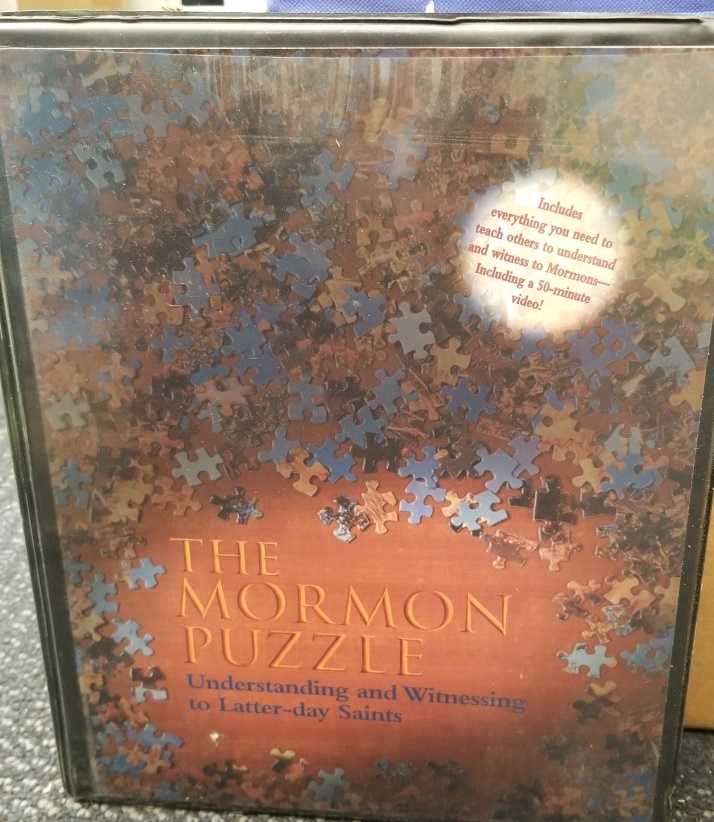 Includes
everything you need to
teach others to understand
and witness to Mormons—
Including a 50-minute
video!
THE
MORMON
PUZZLE
Understanding and Witnessing
to Latter-day Saints